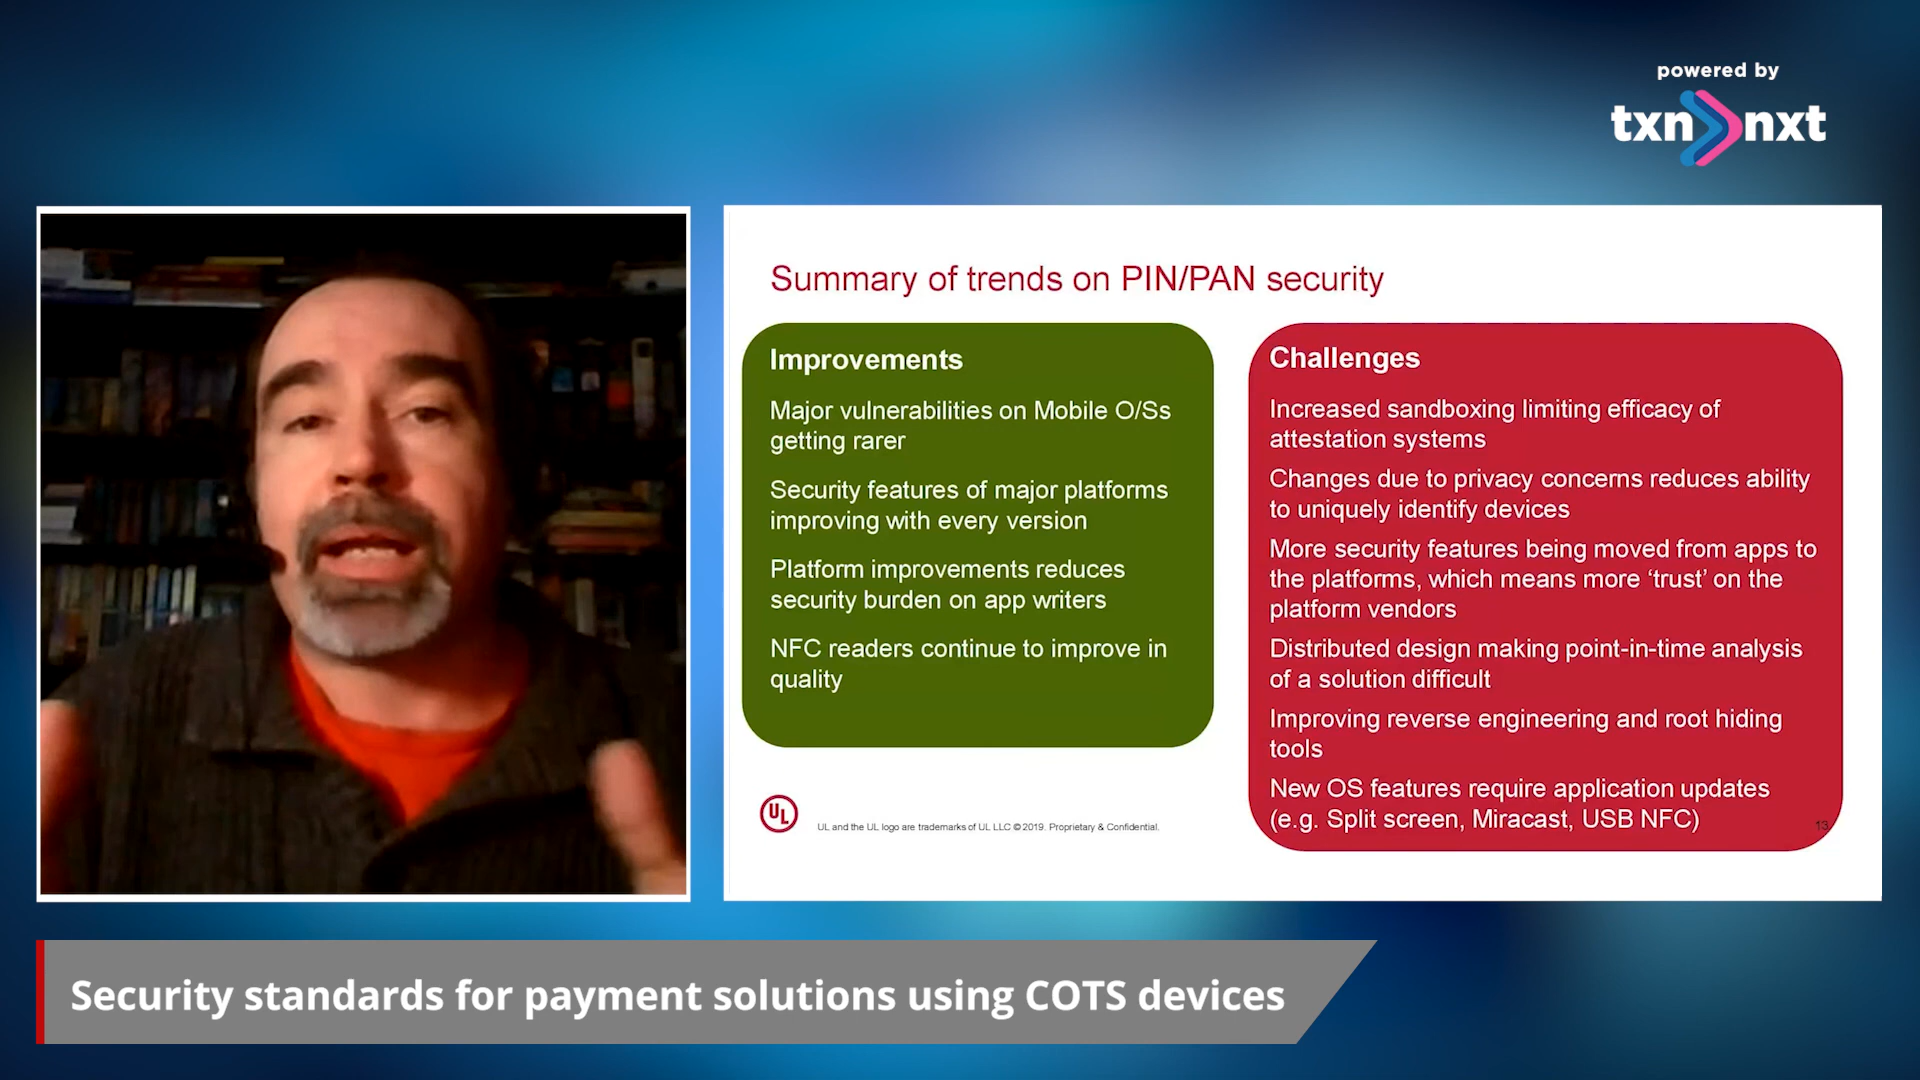 powered by
txn nxt
Summary of trends on PIN/PAN security
Improvements
Major vulnerabilities on Mobile O/Ss
getting rarer
Security features of major platforms
improving with every version
Platform improvements reduces
security burden on app writers
NFC readers continue to improve in
quality
Challenges
Increased sandboxing limiting efficacy of
attestation systems
Changes due to privacy concerns reduces ability
to uniquely identify devices
More security features being moved from apps to
the platforms, which means more ‘trust’ on the
platform vendors
Distributed design making point-in-time analysis
of a solution difficult
Improving reverse engineering and root hiding
tools
New OS features require application updates
(e.g. Split screen, Miracast, USB NFC)
13
UL
UL and the UL logo are trademarks of UL LLC © 2019. Proprietary & Confidential.
Security standards for payment solutions using COTS devices